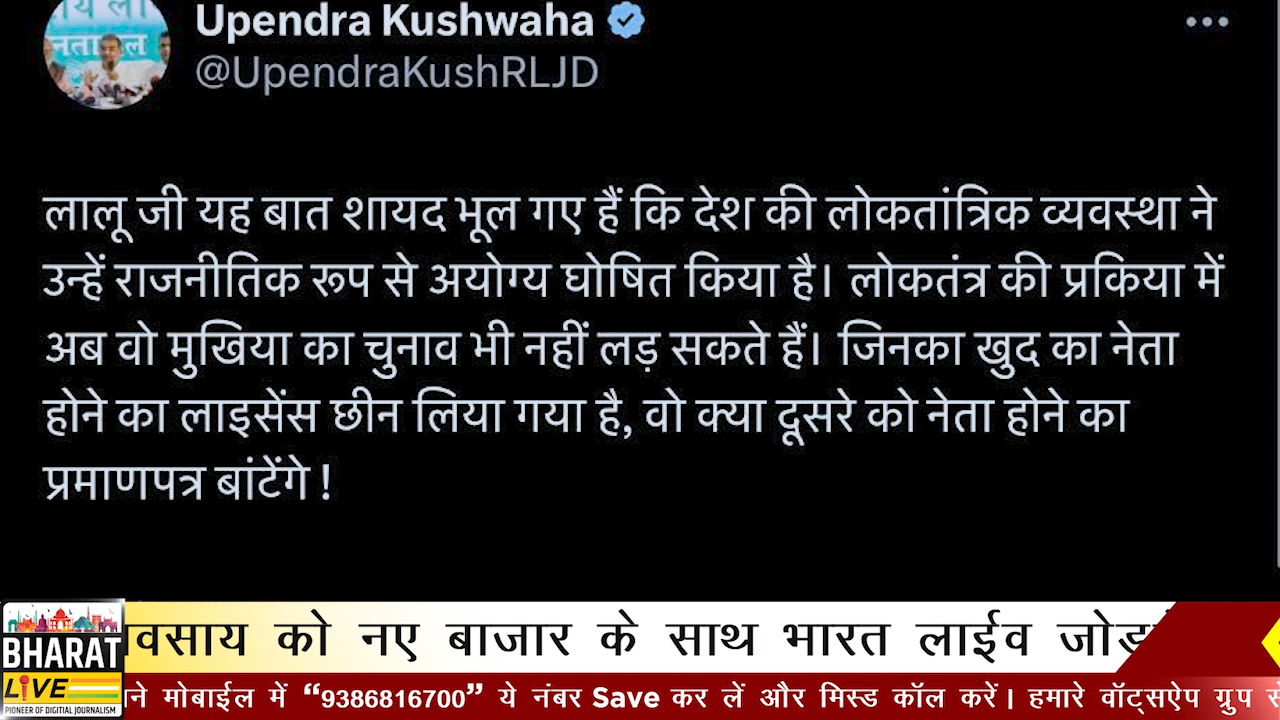 Upendra Kushwaha
@UpendraKushRLJD
लालू जी यह बात शायद भूल गए हैं कि देश की लोकतांत्रिक व्यवस्था ने
उन्हें राजनीतिक रूप से अयोग्य घोषित किया है। लोकतंत्र की प्रकिया में
अब वो मुखिया का चुनाव भी नहीं लड़ सकते हैं। जिनका खुद का नेता
होने का लाइसेंस छीन लिया गया है, वो क्या दूसरे को नेता होने का
प्रमाणपत्र बांटेंगे !
को नए बाजार के साथ भारत लाईव
मोबाईल में “9386816700” ये नंबर Save कर लें और मिस्ड कॉल करें। हमारे वॉट्सऐप ग्रुप
BHARAT
LIVE
PIONEER OF DIGITIAL JOURNALISM